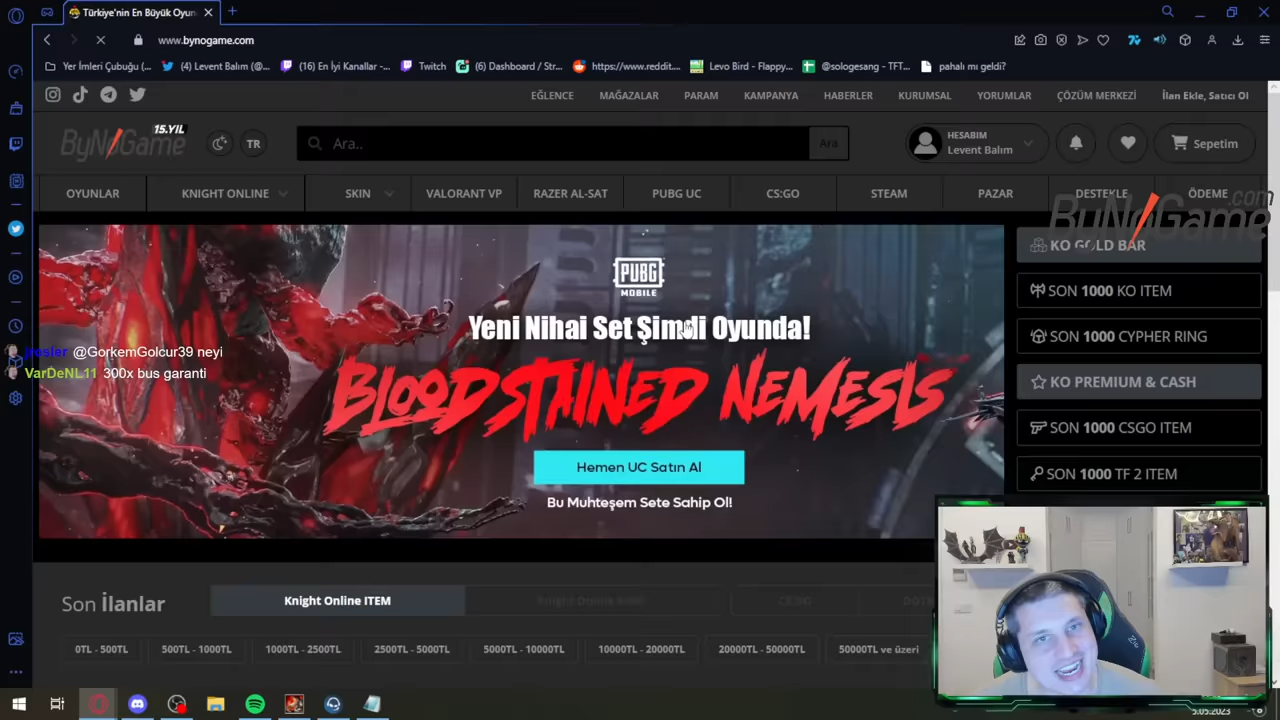 Türkiye'nin En Büyük Oyun
www.bynogame.com
Yer İmleri Çubuğu (...
(4) Levent Balım (@...
(16) En İyi Kanallar -...
Twitch
(6) Dashboard / Str...
https://www.reddit....
Levo Bird - Flappy...
@sologesang - TFT...
pahalı mı geldi?
EĞLENCE
MAĞAZALAR
PARAM
KAMPANYA
HABERLER
KURUMSAL
YORUMLAR
ÇÖZÜM MERKEZİ
İlan Ekle, Satıcı Ol
ByNoGame
15.YIL
TR
Ara..
Ara
HESABIM
Levent Balım
Sepetim
OYUNLAR
KNIGHT ONLINE
SKIN
VALORANT VP
RAZER AL-SAT
PUBG UC
CS:GO
STEAM
PAZAR
DESTEKLE
ÖDEME
ByNoGame.com
PUBG
MOBILE
Yeni Nihai Set Şimdi Oyunda!
BLOODSTAINED NEMESIS
Hemen UC Satın Al
Bu Muhteşem Sete Sahip Ol!
KO GOLD BAR
SON 1000 KO ITEM
SON 1000 CYPHER RING
KO PREMIUM & CASH
SON 1000 CSGO ITEM
SON 1000 TF 2 ITEM
@GorkemGolcur39 neyi
VarDeNL11 300x bus garanti
Son İlanlar
Knight Online ITEM
0TL - 500TL
500TL - 1000TL
1000TL - 2500TL
2500TL - 5000TL
5000TL - 10000TL
10000TL - 20000TL
20000TL - 50000TL
50000TL ve üzeri
5.05.2023